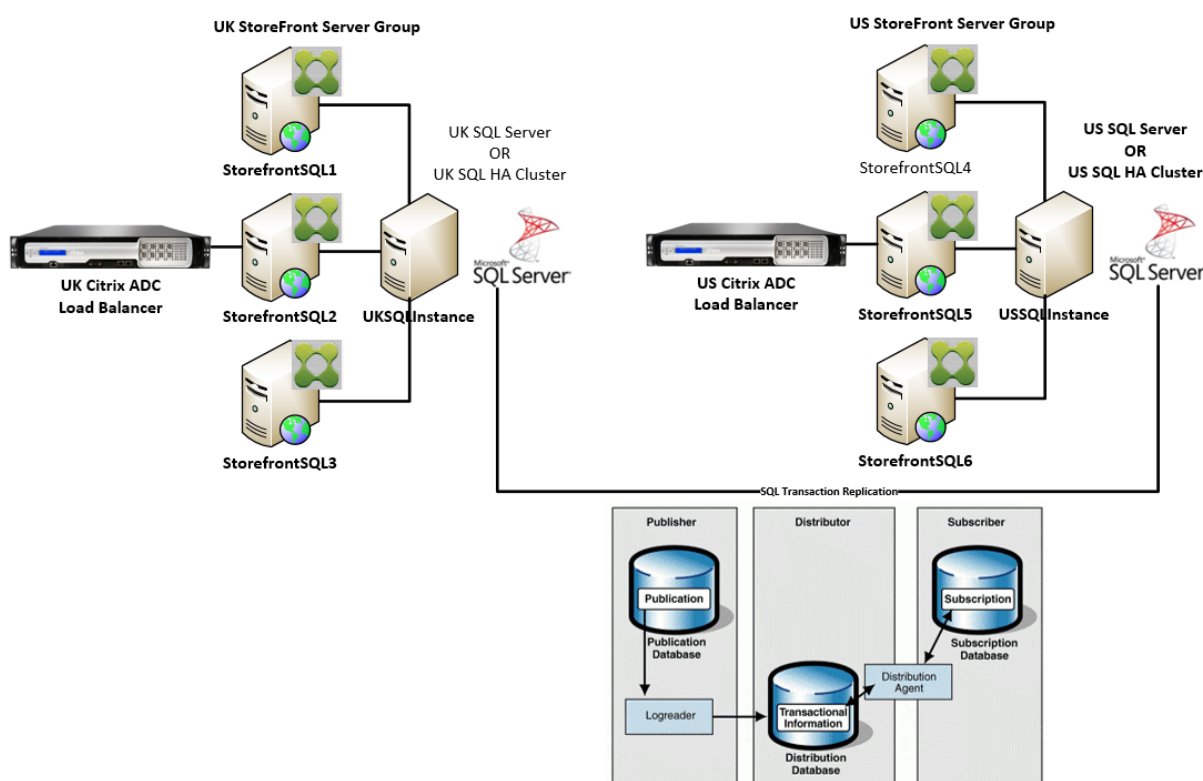 UK StoreFront Server Group
StorefrontSQL1
UK SQL Server
OR
UK SQL HA Cluster
UK Citrix ADC
Load Balancer
StorefrontSQL2
UKSQLInstance
Microsoft®
SQL Server®
StorefrontSQL3
US StoreFront Server Group
StorefrontSQL4
US SQL Server
OR
US SQL HA Cluster
US Citrix ADC
Load Balancer
StorefrontSQL5
USSQLInstance
Microsoft®
SQL Server
StorefrontSQL6
SQL Transaction Replication
Publisher
Distributor
Subscriber
Publication
Publication
Database
Logreader
Transactional
Information
Distribution
Database
Distribution
Agent
Subscription
Subscription
Database